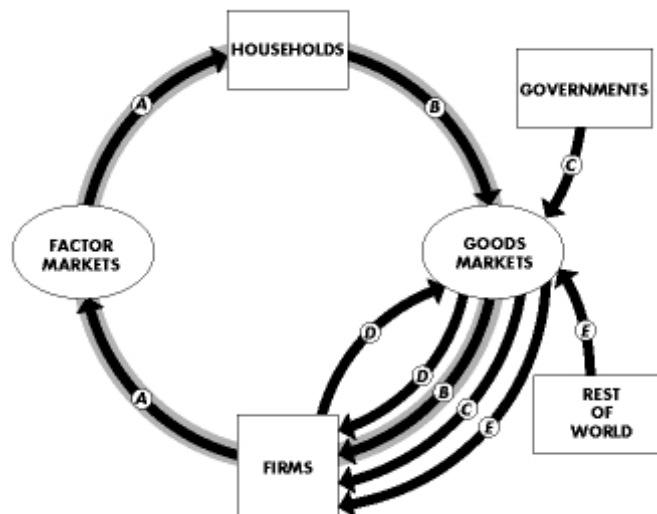 HOUSEHOLDS
A
B
GOVERNMENTS
C
FACTOR
MARKETS
GOODS
MARKETS
D
E
D
B
A
C
E
REST
OF
WORLD
FIRMS